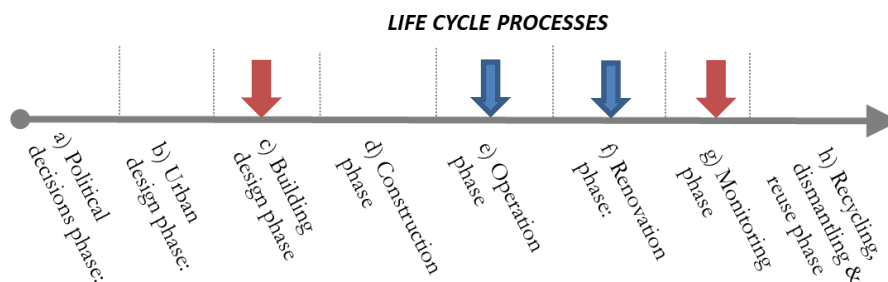 LIFE CYCLE PROCESSES
a) Political
decisions phase:
b) Urban
design phase:
c) Building
design phase
d) Construction
phase
e) Operation
phase
f) Renovation
phase:
g) Monitoring
phase
h) Recycling,
dismantling &
reuse phase